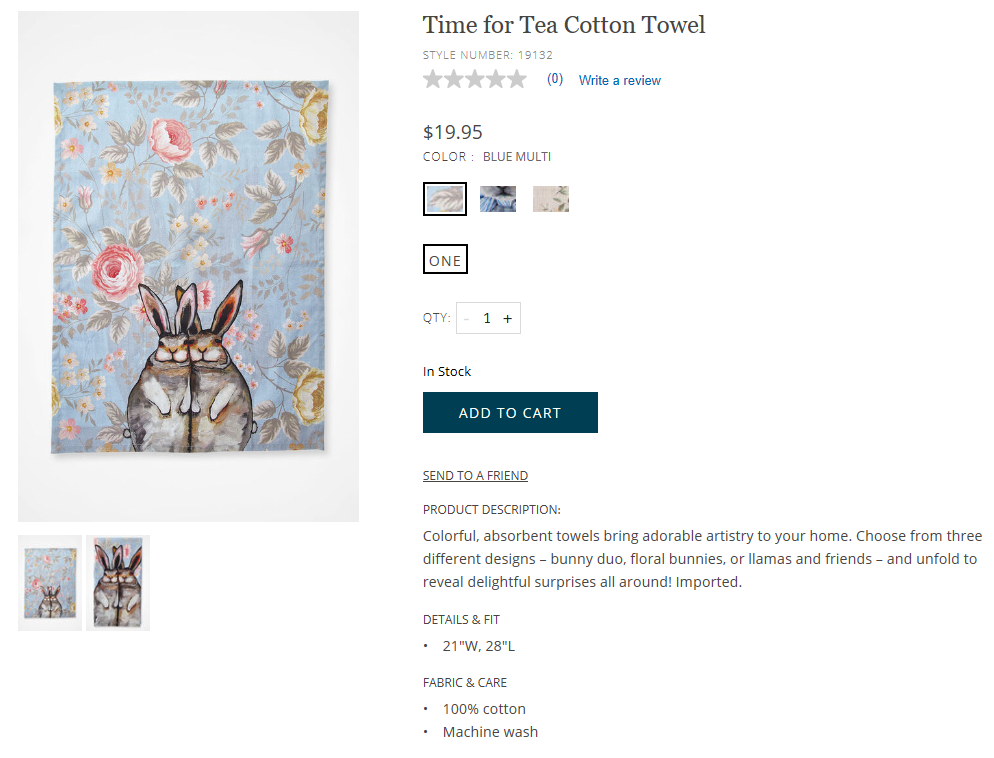 Time for Tea Cotton Towel
STYLE NUMBER: 19132
(0) Write a review
$19.95
COLOR : BLUE MULTI
ONE
QTY: - 1 +
In Stock
ADD TO CART
SEND TO A FRIEND
PRODUCT DESCRIPTION:
Colorful, absorbent towels bring adorable artistry to your home. Choose from three
different designs – bunny duo, floral bunnies, or llamas and friends – and unfold to
reveal delightful surprises all around! Imported.
DETAILS & FIT
• 21"W, 28"L
FABRIC & CARE
• 100% cotton
• Machine wash